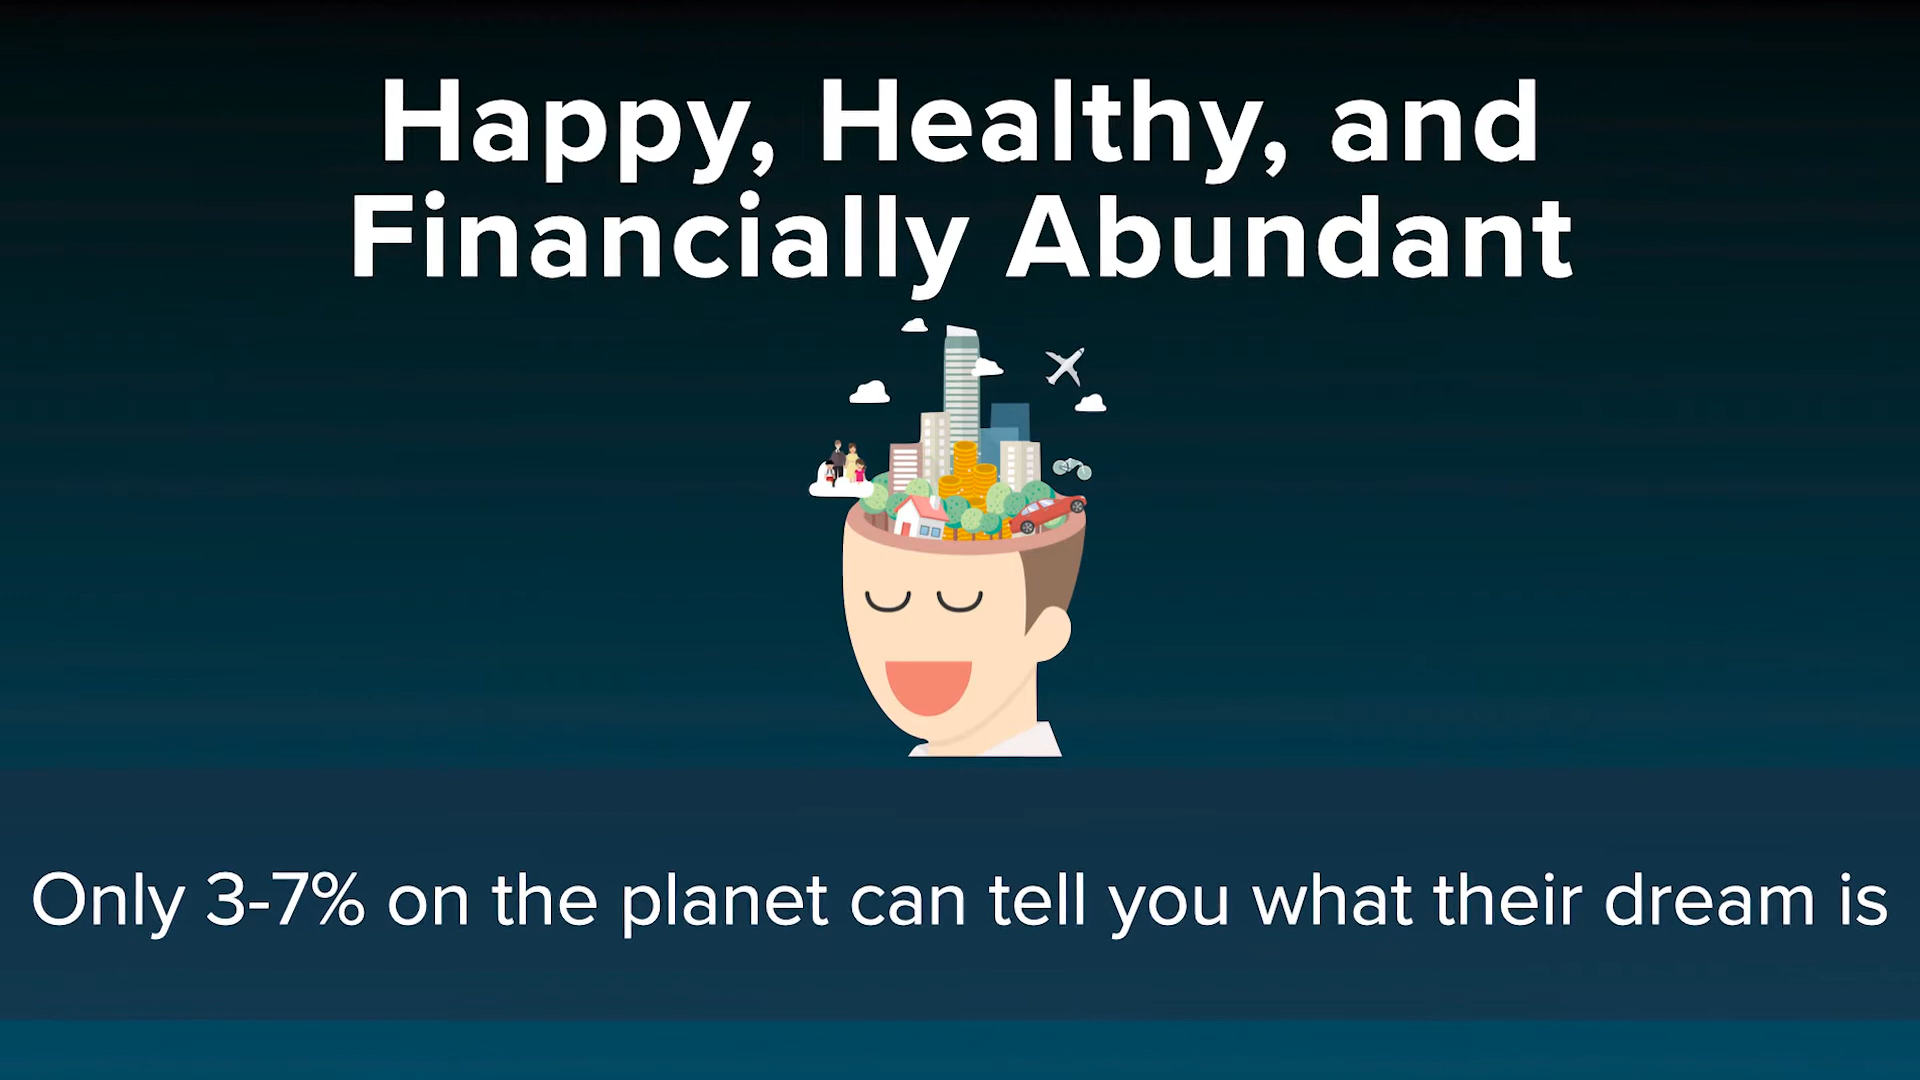 Happy, Healthy, and
Financially Abundant
Only 3-7% on the planet can tell you what their dream is